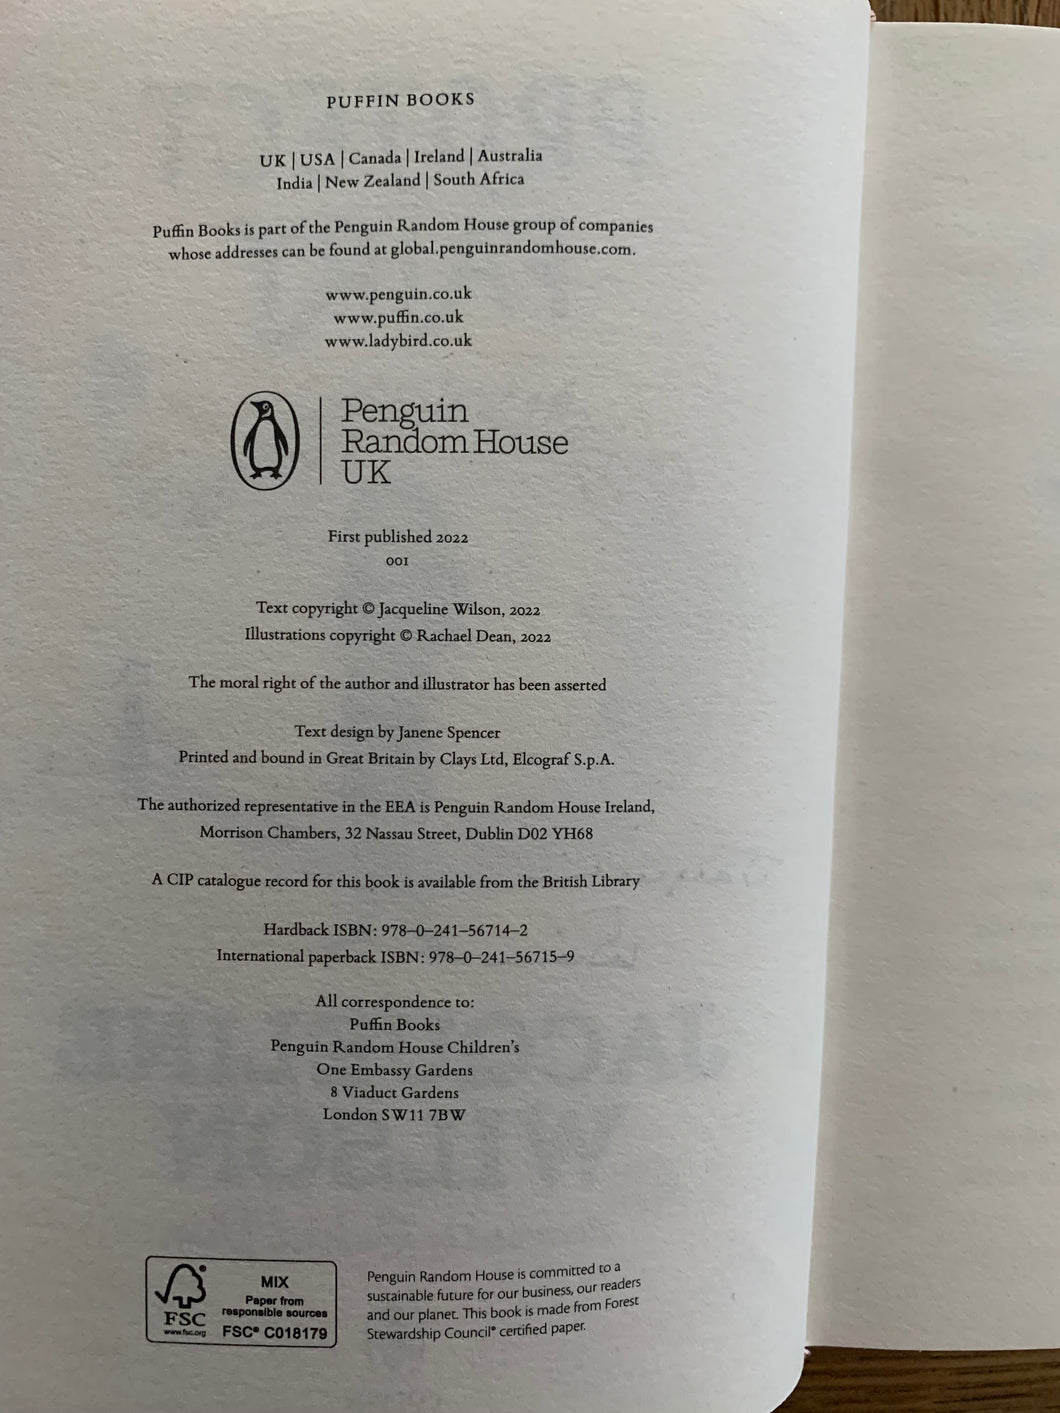 PUFFIN BOOKS
UK | USA | Canada | Ireland | Australia
India | New Zealand | South Africa
Puffin Books is part of the Penguin Random House group of companies
whose addresses can be found at global.penguinrandomhouse.com.
www.penguin.co.uk
www.puffin.co.uk
www.ladybird.co.uk
Penguin
Random House
UK
First published 2022
001
Text copyright © Jacqueline Wilson, 2022
Illustrations copyright © Rachael Dean, 2022
The moral right of the author and illustrator has been asserted
Text design by Janene Spencer
Printed and bound in Great Britain by Clays Ltd, Elcograf S.p.A.
The authorized representative in the EEA is Penguin Random House Ireland,
Morrison Chambers, 32 Nassau Street, Dublin D02 YH68
A CIP catalogue record for this book is available from the British Library
Hardback ISBN: 978–0–241–56714–2
International paperback ISBN: 978–0–241–56715–9
All correspondence to:
Puffin Books
Penguin Random House Children's
One Embassy Gardens
8 Viaduct Gardens
London SW11 7BW
FSC
www.fsc.org
MIX
Paper from
responsible sources
FSC® C018179
Penguin Random House is committed to a
sustainable future for our business, our readers
and our planet. This book is made from Forest
Stewardship Council® certified paper.